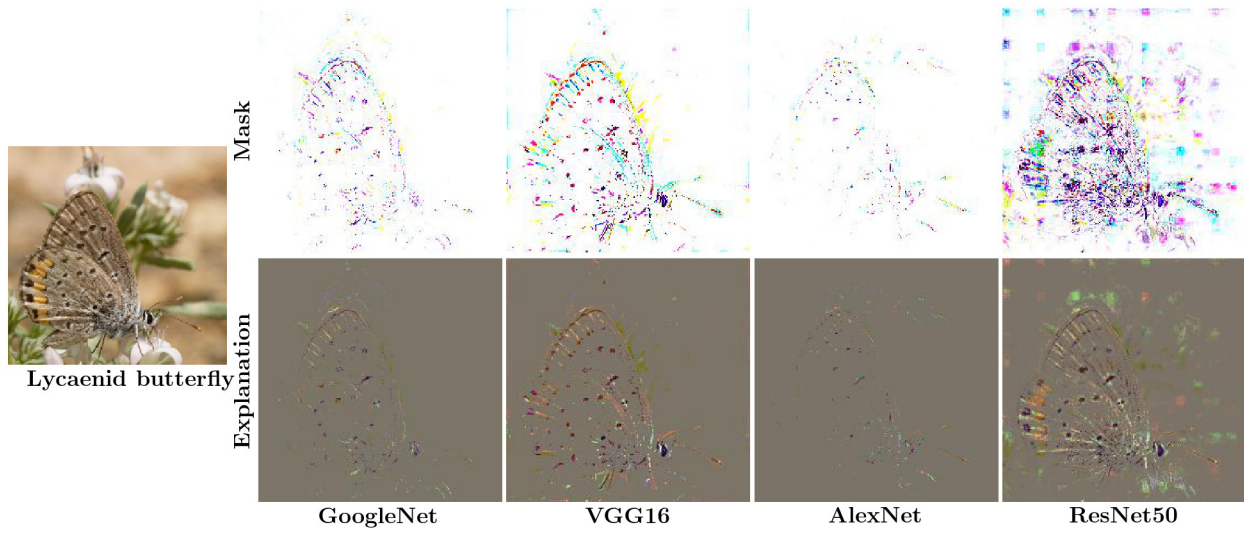 Mask
Lycaenid butterfly
Explanation
GoogleNet
VGG16
AlexNet
ResNet50